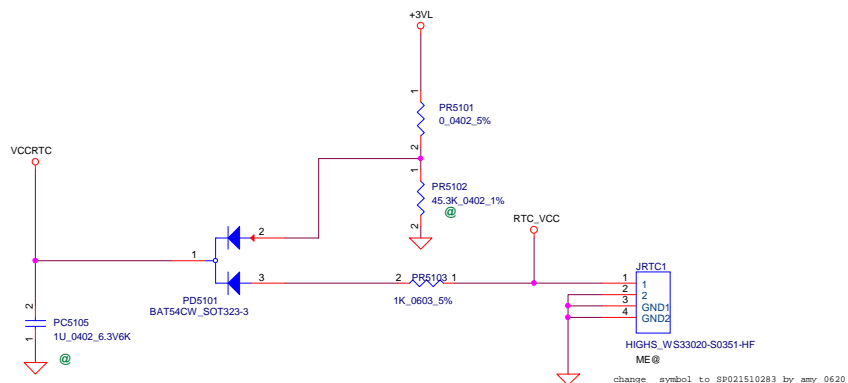 +3VL
1
PR5101
0_0402_5%
2
VCCRTC
1
PR5102
45.3K_0402_1%
@
2
RTC_VCC
2
1
3
PD5101
BAT54CW_SOT323-3
2
PR5103
1
1K_0603_5%
JRTC1
1 1
2 2
3 GND1
4 GND2
HIGHS_WS33020-S0351-HF
ME@
2
PC5105
1U_0402_6.3V6K
1
@
change symbol to SP021510283 by amy 0620